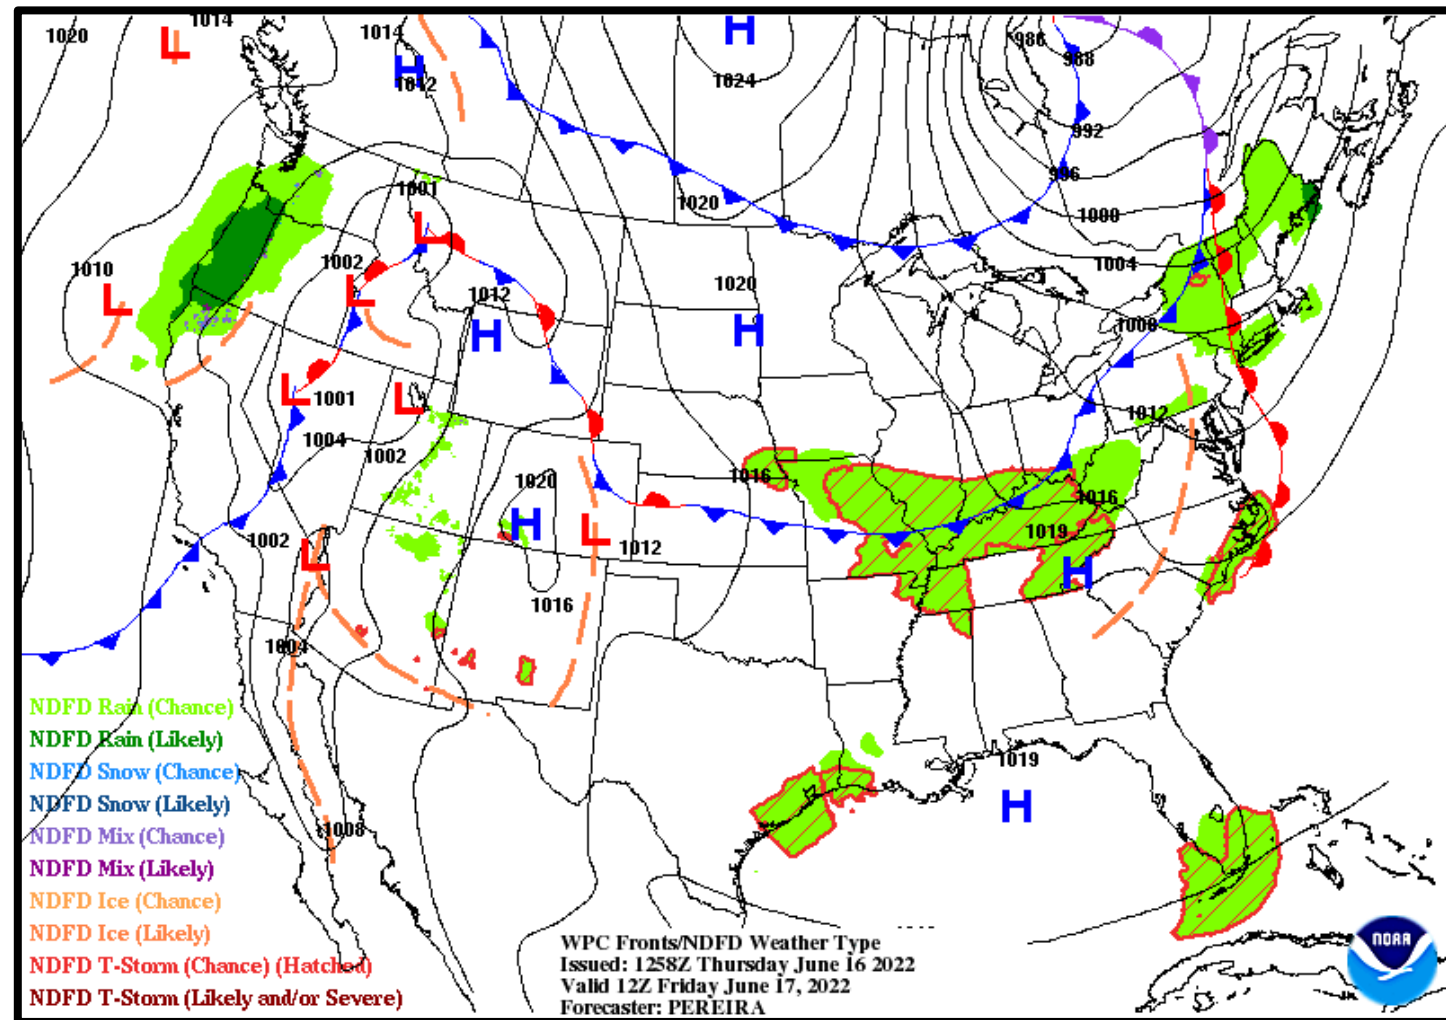 1014
1020
L
1014
H
1012
H
1024
986
988
992
996
1001
L
1020
1000
1002
L
1004
1010
L
1012
H
1020
H
1008
L
1001
L
1012
1004
1002
1016
1020
1016
H
1019
1002
L
L
1012
H
1016
1004
NDFD Rain (Chance)
NDFD Rain (Likely)
NDFD Snow (Chance)
NDFD Snow (Likely)
NDFD Mix (Chance)
NDFD Mix (Likely)
NDFD Ice (Chance)
NDFD Ice (Likely)
NDFD T-Storm (Chance) (Hatched)
NDFD T-Storm (Likely and/or Severe)
1008
1019
H
WPC Fronts/NDFD Weather Type
Issued: 1258Z Thursday June 16 2022
Valid 12Z Friday June 17, 2022
Forecaster: PEREIRA
NOAA